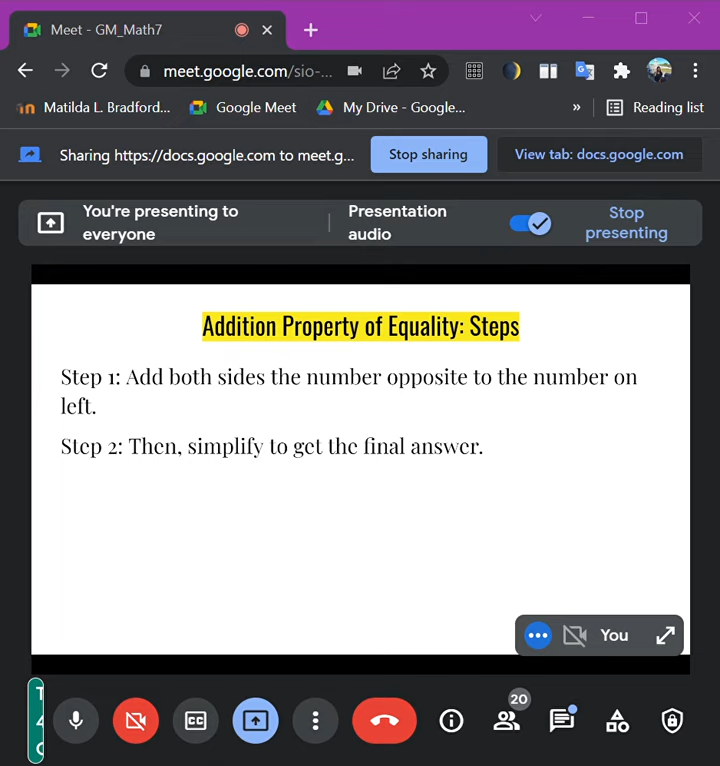 Meet - GM_Math7
meet.google.com/sio-...
Matilda L. Bradford...
Google Meet
My Drive - Google...
»
Reading list
Sharing https://docs.google.com to meet.g...
Stop sharing
View tab: docs.google.com
You're presenting to
everyone
Presentation
audio
Stop
presenting
Addition Property of Equality: Steps
Step 1: Add both sides the number opposite to the number on
left.
Step 2: Then, simplify to get the final answer.
You
20
CC